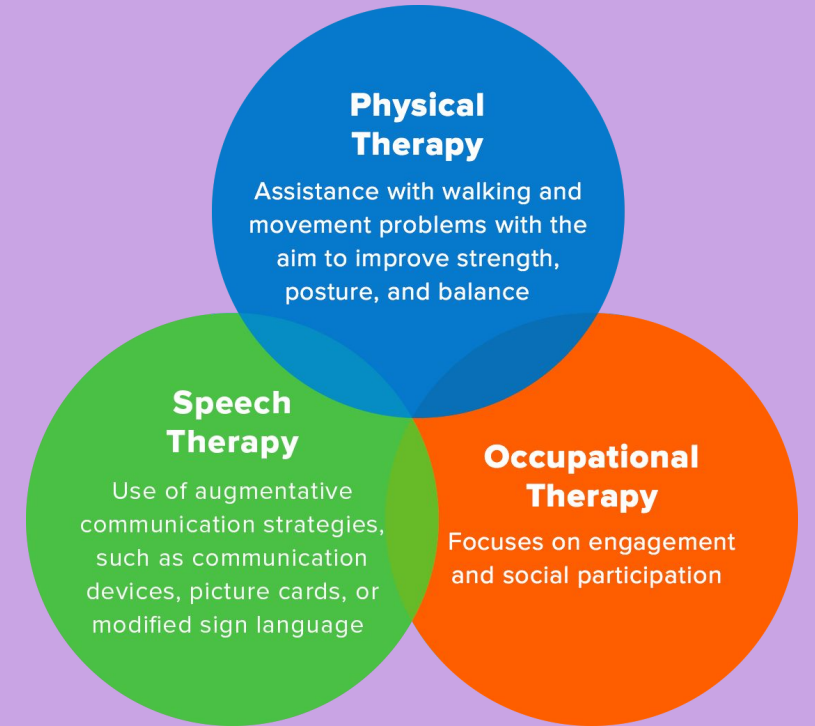 Physical
Therapy
Assistance with walking and
movement problems with the
aim to improve strength,
posture, and balance
Speech
Therapy
Use of augmentative
communication strategies,
such as communication
devices, picture cards, or
modified sign language
Occupational
Therapy
Focuses on engagement
and social participation